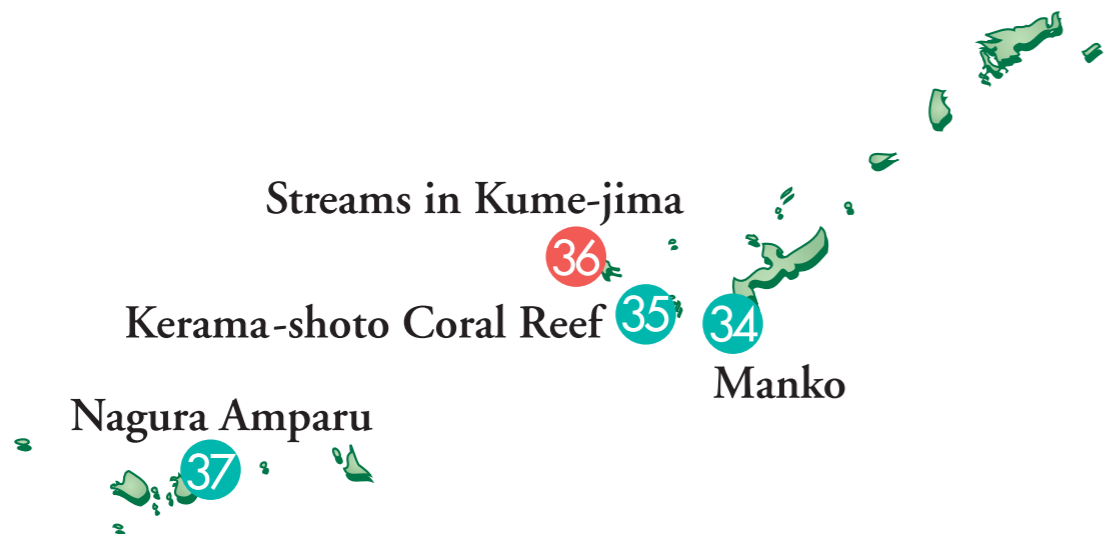 Streams in Kume-jima
36
Kerama-shoto Coral Reef 35 34
Manko
Nagura Amparu
37